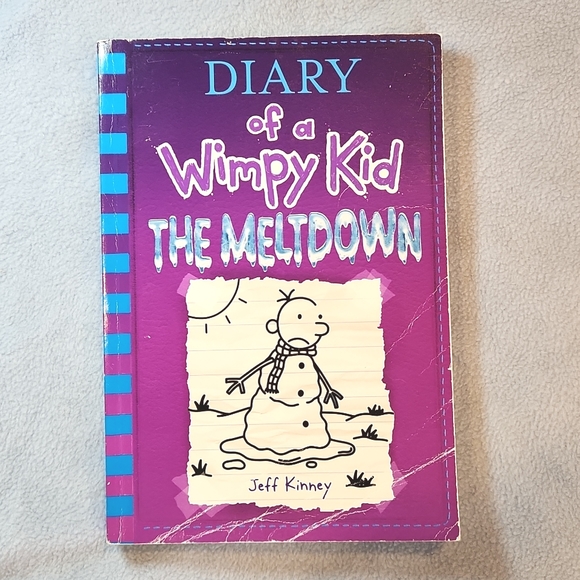 DIARY
of a
Wimpy Kid
THE MELTDOWN
Jeff Kinney